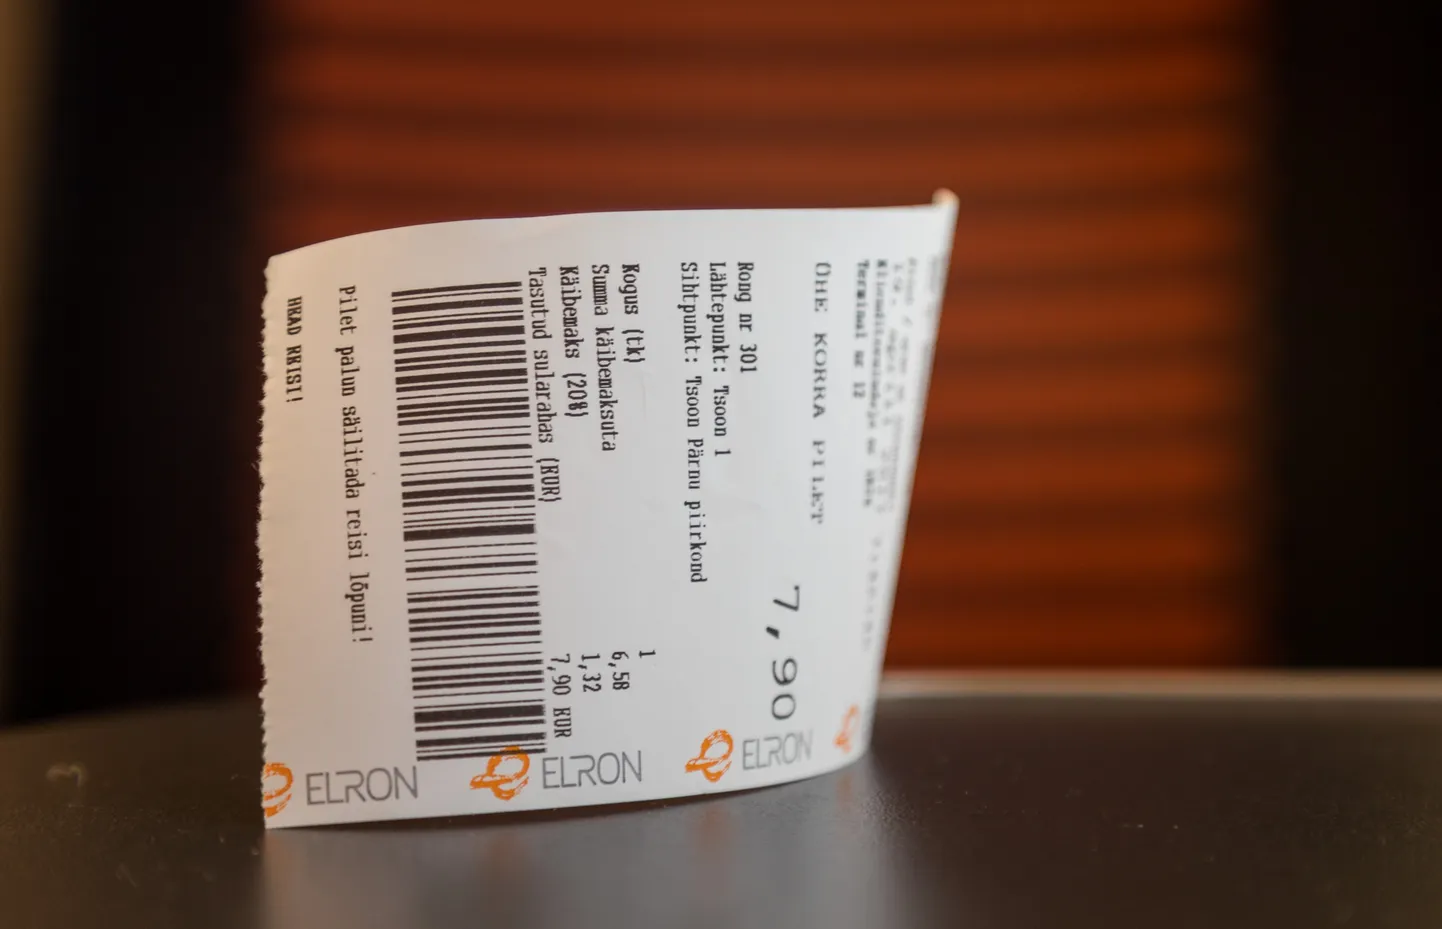 Terminal nr 12
ÜHE KORRA PILET
7,90
Rong nr 301
Lähtepunkt: Tsoon 1
Sihtpunkt: Tsoon Pärnu piirkond
Kogus (tk) 1
Summa käibemaksuta 6,58
Käibemaks (20%) 1,32
Tasutud sularahas (EUR) 7,90 EUR
Pilet palun säilitada reisi lõpuni!
HEAD REISI!
ELRON
ELRON
ELRON